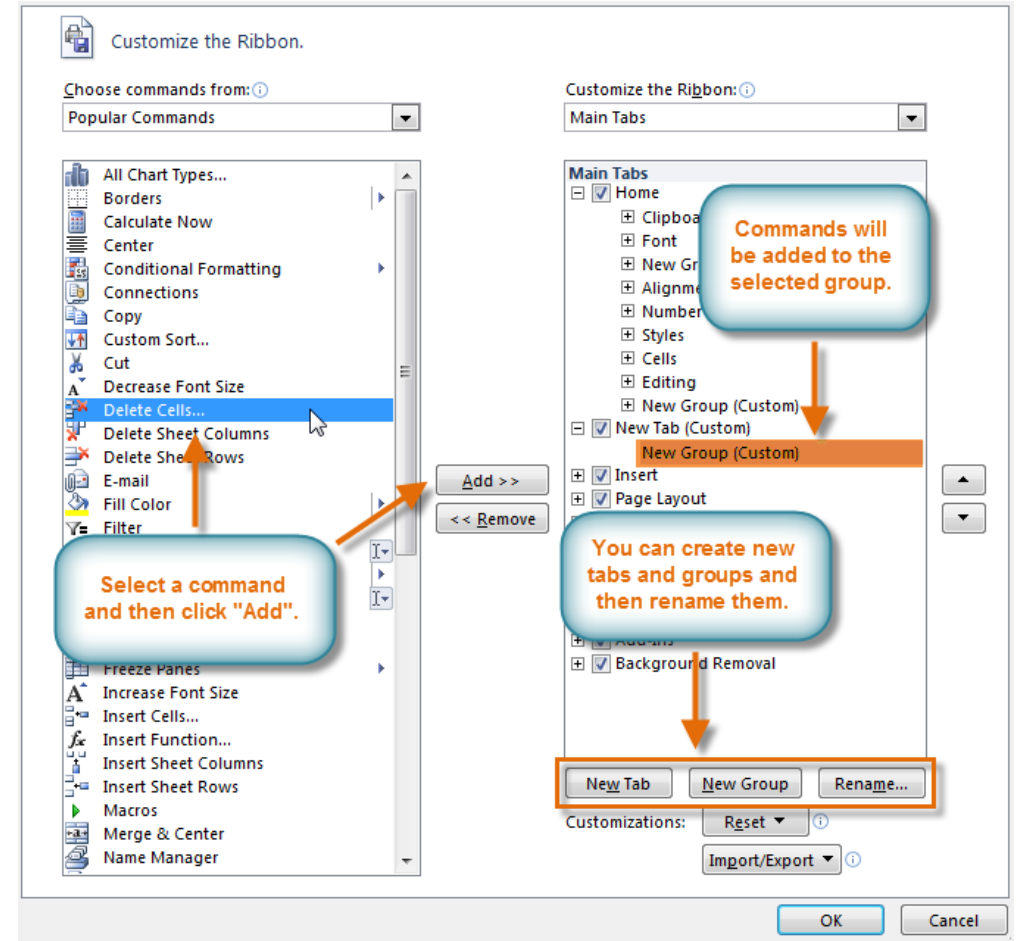 Customize the Ribbon.
Choose commands from:
Popular Commands
All Chart Types...
Borders
Calculate Now
Center
Conditional Formatting
Connections
Copy
Custom Sort...
Cut
Decrease Font Size
Delete Cells...
Delete Sheet Columns
Delete Sheet Rows
E-mail
Fill Color
Filter
Select a command
and then click "Add".
Freeze Panes
Increase Font Size
Insert Cells...
Insert Function...
Insert Sheet Columns
Insert Sheet Rows
Macros
Merge & Center
Name Manager
Add >>
<< Remove
Customize the Ribbon:
Main Tabs
Main Tabs
Home
Commands will
be added to the
selected group.
Font
Number
Styles
Cells
Editing
New Group (Custom)
New Tab (Custom)
New Group (Custom)
Insert
Page Layout
You can create new
tabs and groups and
then rename them.
Add-Ins
Background Removal
New Tab
New Group
Rename...
Customizations:
Reset
Import/Export
OK
Cancel